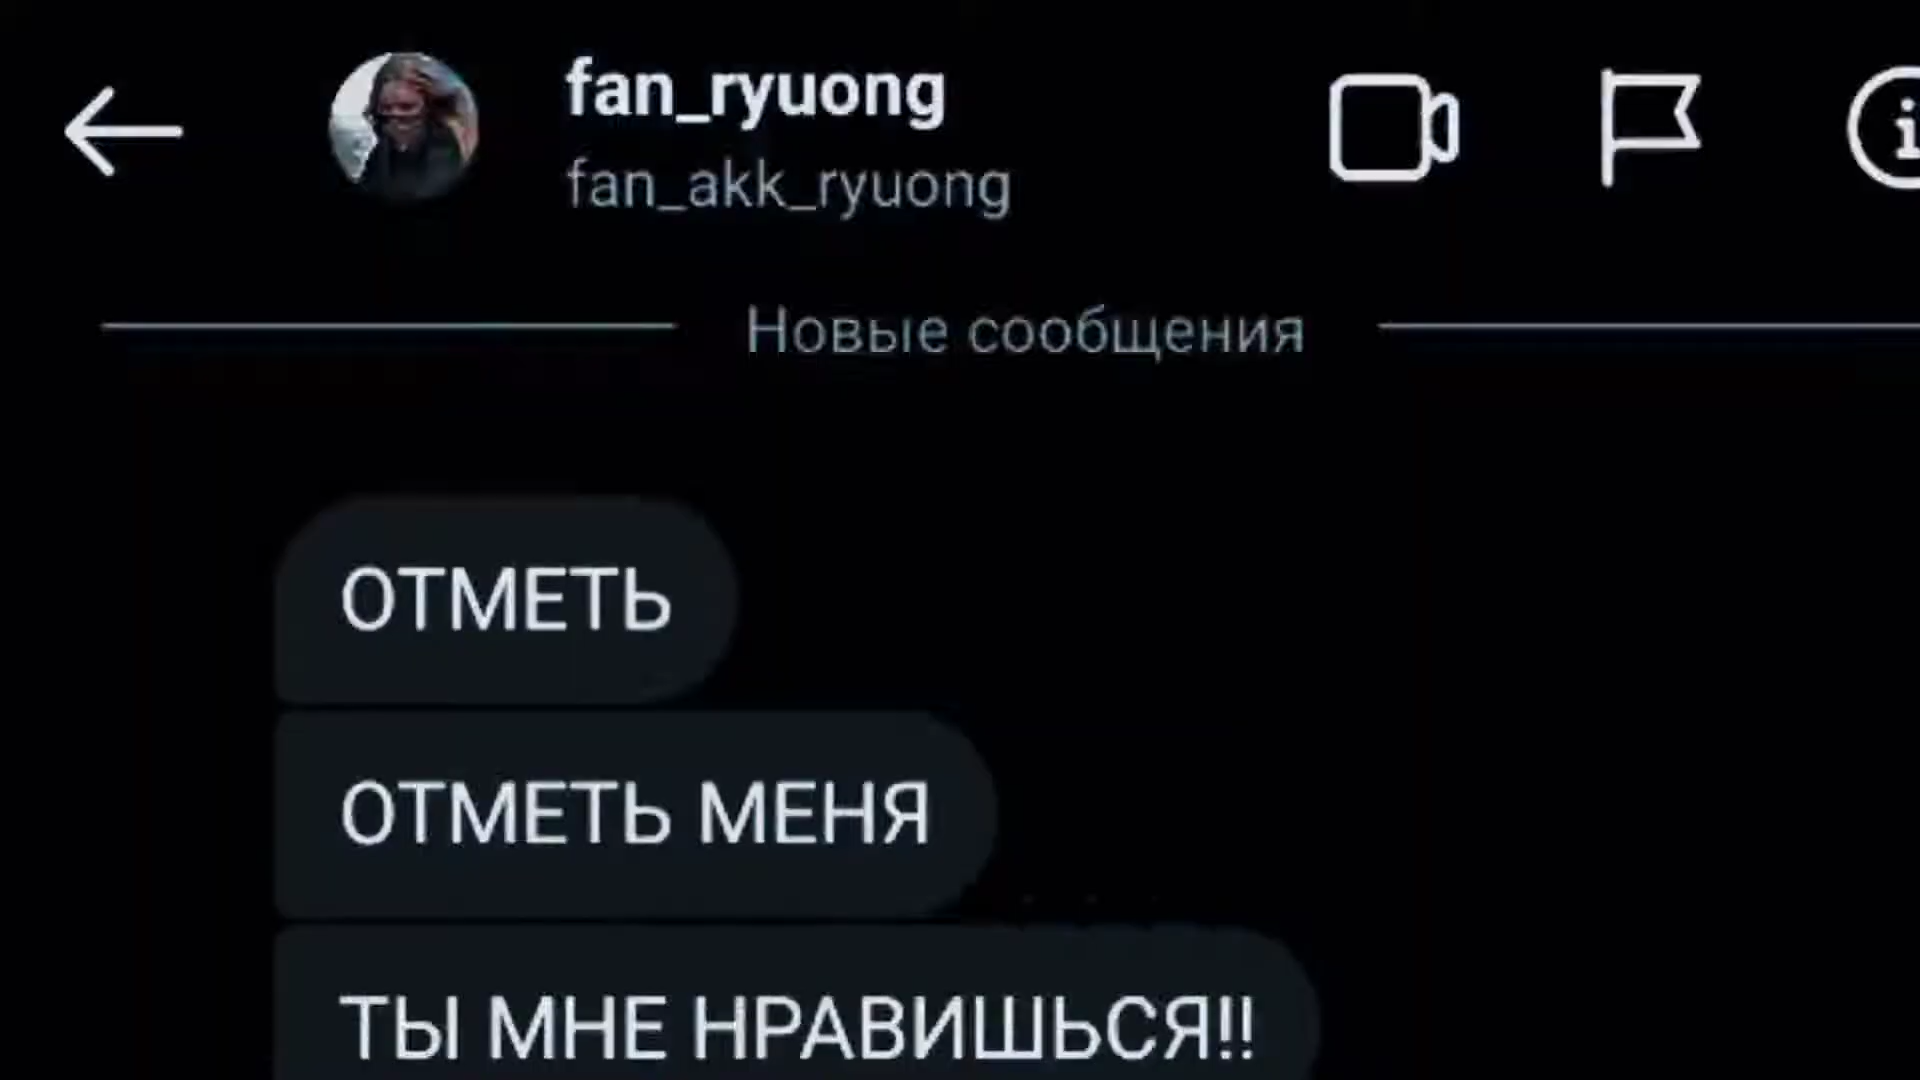 fan_ryuong
fan_akk_ryuong
Новые сообщения
ОТМЕТЬ
ОТМЕТЬ МЕНЯ
ТЫ МНЕ НРАВИШЬСЯ!!